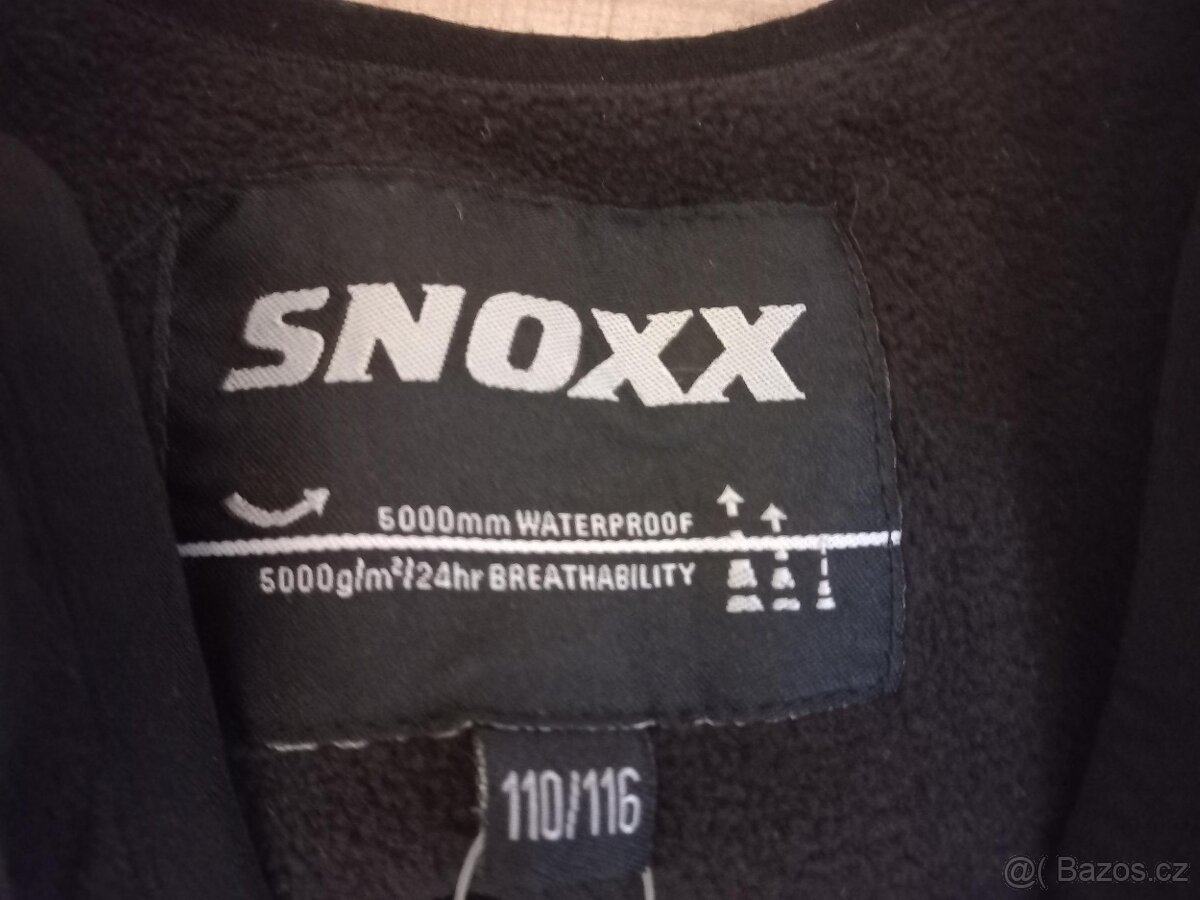 SNOXX
5000mm WATERPROOF
5000g/m²/24hr BREATHABILITY
110/116
@( Bazos.cz